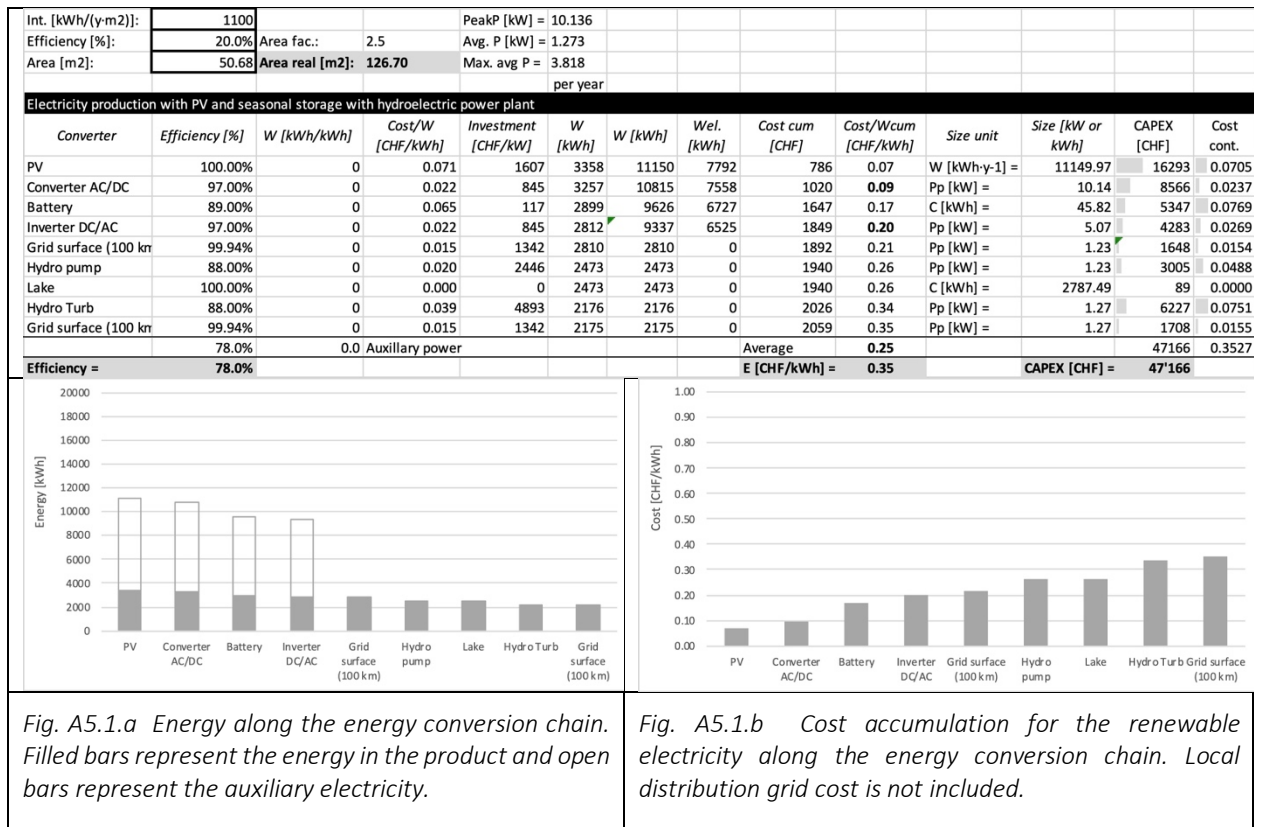 Int. [kWh/(y·m2)]: 1100 PeakP [kW] = 10.136
Efficiency [%]: 20.0% Area fac.: 2.5 Avg. P [kW] = 1.273
Area [m2]: 50.68 Area real [m2]: 126.70 Max. avg P = 3.818
per year
Electricity production with PV and seasonal storage with hydroelectric power plant
Converter Efficiency [%] W [kWh/kWh] Cost/W [CHF/kWh] Investment [CHF/kW] W [kWh] W [kWh] Wel. [kWh] Cost cum [CHF] Cost/Wcum [CHF/kWh] Size unit Size [kW or kWh] CAPEX [CHF] Cost cont.
PV 100.00% 0 0.071 1607 3358 11150 7792 786 0.07 W [kWh·y-1] = 11149.97 16293 0.0705
Converter AC/DC 97.00% 0 0.022 845 3257 10815 7558 1020 0.09 Pp [kW] = 10.14 8566 0.0237
Battery 89.00% 0 0.065 117 2899 9626 6727 1647 0.17 C [kWh] = 45.82 5347 0.0769
Inverter DC/AC 97.00% 0 0.022 845 2812 9337 6525 1849 0.20 Pp [kW] = 5.07 4283 0.0269
Grid surface (100 km 99.94% 0 0.015 1342 2810 2810 0 1892 0.21 Pp [kW] = 1.23 1648 0.0154
Hydro pump 88.00% 0 0.020 2446 2473 2473 0 1940 0.26 Pp [kW] = 1.23 3005 0.0488
Lake 100.00% 0 0.000 0 2473 2473 0 1940 0.26 C [kWh] = 2787.49 89 0.0000
Hydro Turb 88.00% 0 0.039 4893 2176 2176 0 2026 0.34 Pp [kW] = 1.27 6227 0.0751
Grid surface (100 km 99.94% 0 0.015 1342 2175 2175 0 2059 0.35 Pp [kW] = 1.27 1708 0.0155
78.0% 0.0 Auxillary power Average 0.25 47166 0.3527
Efficiency = 78.0% E [CHF/kWh] = 0.35 CAPEX [CHF] = 47'166
Energy [kWh]
20000
18000
16000
14000
12000
10000
8000
6000
4000
2000
0
PV Converter AC/DC Battery Inverter DC/AC Grid surface (100 km) Hydro pump Lake Hydro Turb Grid surface (100 km)
Cost [CHF/kWh]
1.00
0.90
0.80
0.70
0.60
0.50
0.40
0.30
0.20
0.10
0.00
PV Converter AC/DC Battery Inverter DC/AC Grid surface (100 km) Hydro pump Lake Hydro Turb Grid surface (100 km)
Fig. A5.1.a Energy along the energy conversion chain.
Filled bars represent the energy in the product and open
bars represent the auxiliary electricity.
Fig. A5.1.b Cost accumulation for the renewable
electricity along the energy conversion chain. Local
distribution grid cost is not included.